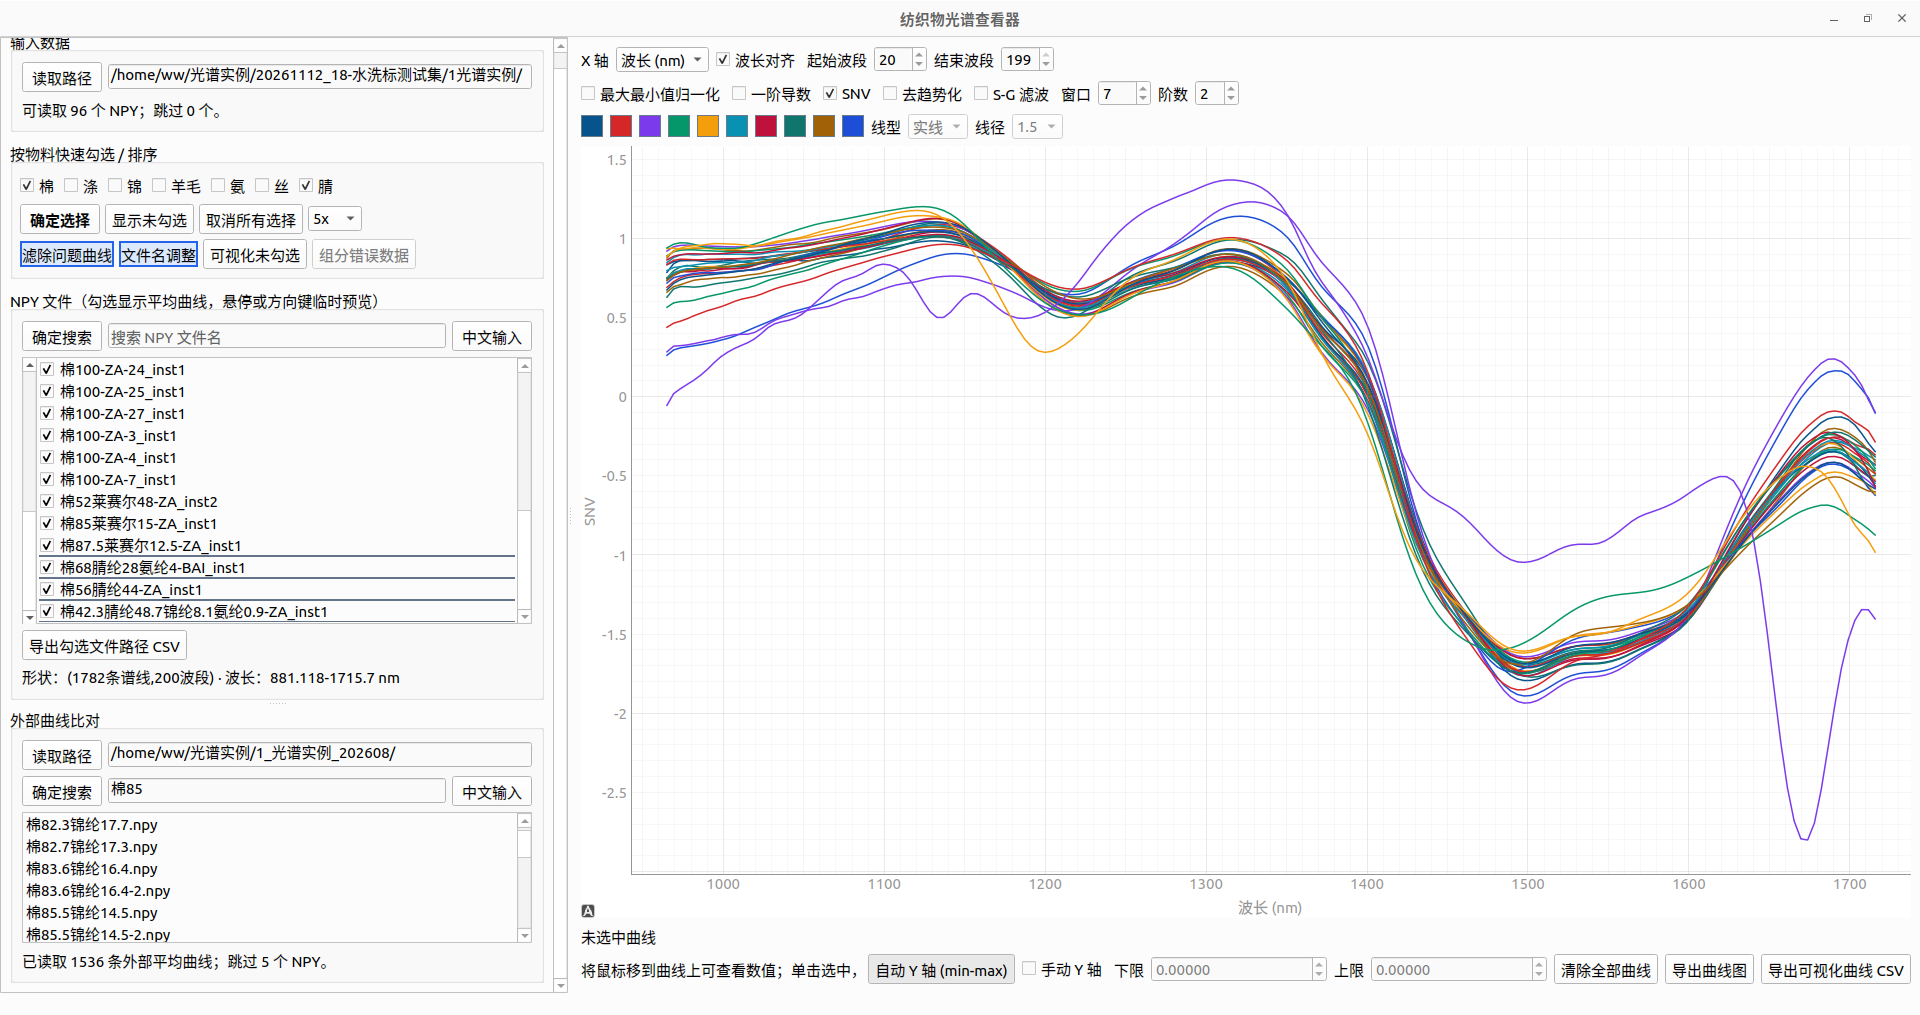 纺织物光谱查看器
输入数据
读取路径 /home/ww/光谱实例/20261112_18-水洗标测试集/1光谱实例/
可读取 96 个 NPY；跳过 0 个。
按物料快速勾选 / 排序
棉 涤 锦 羊毛 氨 丝 腈
确定选择 显示未勾选 取消所有选择 5x
滤除问题曲线 文件名调整 可视化未勾选 组分错误数据
NPY 文件（勾选显示平均曲线，悬停或方向键临时预览）
确定搜索 搜索 NPY 文件名 中文输入
棉100-ZA-24_inst1
棉100-ZA-25_inst1
棉100-ZA-27_inst1
棉100-ZA-3_inst1
棉100-ZA-4_inst1
棉100-ZA-7_inst1
棉52莱赛尔48-ZA_inst2
棉85莱赛尔15-ZA_inst1
棉87.5莱赛尔12.5-ZA_inst1
棉68腈纶28氨纶4-BAI_inst1
棉56腈纶44-ZA_inst1
棉42.3腈纶48.7锦纶8.1氨纶0.9-ZA_inst1
导出勾选文件路径 CSV
形状：(1782条谱线,200波段) · 波长：881.118-1715.7 nm
外部曲线比对
读取路径 /home/ww/光谱实例/1_光谱实例_202608/
确定搜索 棉85 中文输入
棉82.3锦纶17.7.npy
棉82.7锦纶17.3.npy
棉83.6锦纶16.4.npy
棉83.6锦纶16.4-2.npy
棉85.5锦纶14.5.npy
棉85.5锦纶14.5-2.npy
已读取 1536 条外部平均曲线；跳过 5 个 NPY。
X 轴 波长 (nm) 波长对齐 起始波段 20 结束波段 199
最大最小值归一化 一阶导数 SNV 去趋势化 S-G 滤波 窗口 7 阶数 2
线型 实线 线径 1.5
1.5
1
0.5
0
-0.5
-1
-1.5
-2
-2.5
SNV
1000 1100 1200 1300 1400 1500 1600 1700
波长 (nm)
A
未选中曲线
将鼠标移到曲线上可查看数值；单击选中， 自动 Y 轴 (min-max) 手动 Y 轴 下限 0.00000 上限 0.00000 清除全部曲线 导出曲线图 导出可视化曲线 CSV